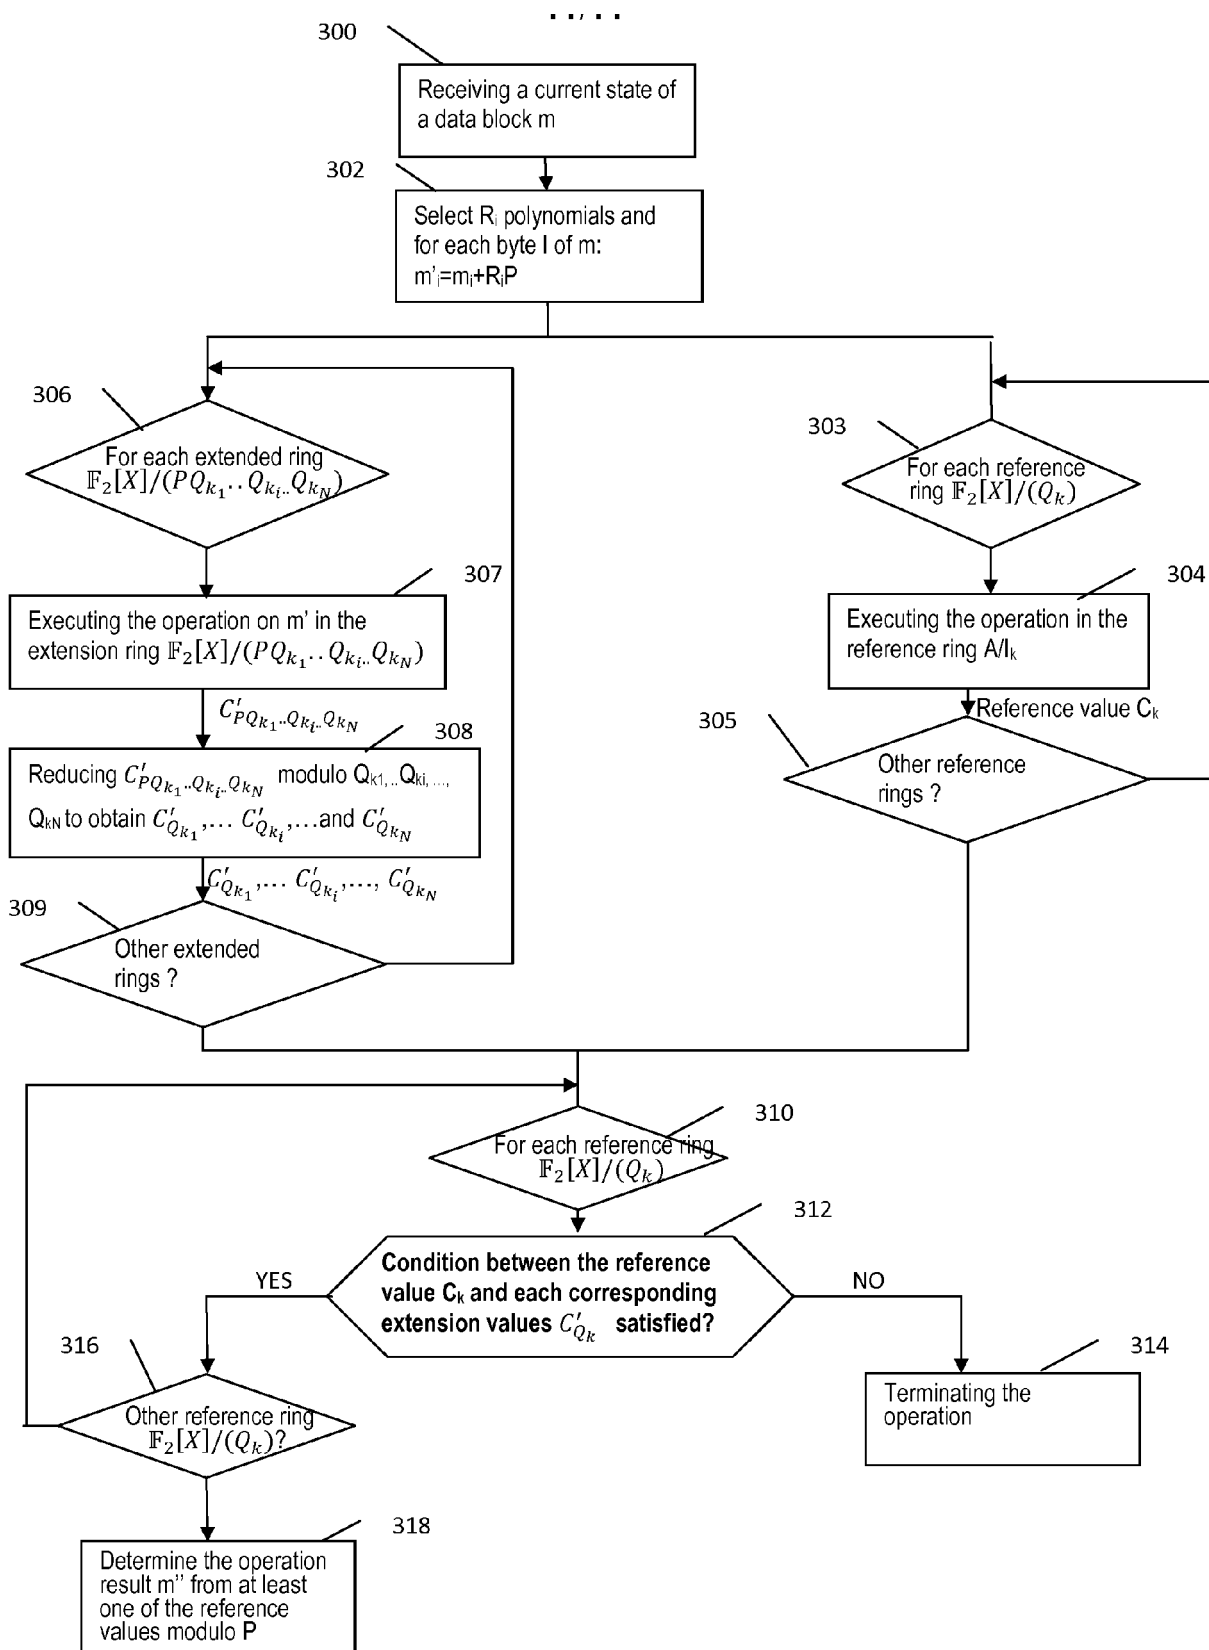 300
Receiving a current state of
a data block m
302
Select Rᵢ polynomials and
for each byte I of m:
m'ᵢ=mᵢ+RᵢP
306
For each extended ring
𝔽₂[X]/(PQ_{k₁}..Q_{kᵢ..}Q_{k_N})
303
For each reference
ring 𝔽₂[X]/(Q_k)
307
Executing the operation on m' in the
extension ring 𝔽₂[X]/(PQ_{k₁}..Q_{kᵢ..}Q_{k_N})
304
Executing the operation in the
reference ring A/I_k
C'_{PQ_{k₁}..Q_{kᵢ..}Q_{k_N}}
Reference value C_k
308
Reducing C'_{PQ_{k₁}..Q_{kᵢ..}Q_{k_N}} modulo Q_{k1},..Q_{ki},...,
Q_{kN} to obtain C'_{Q_{k₁}},... C'_{Q_{kᵢ}},...and C'_{Q_{k_N}}
305
Other reference
rings ?
C'_{Q_{k₁}},... C'_{Q_{kᵢ}},..., C'_{Q_{k_N}}
309
Other extended
rings ?
310
For each reference ring
𝔽₂[X]/(Q_k)
312
Condition between the reference
value C_k and each corresponding
extension values C'_{Q_k} satisfied?
YES
NO
316
Other reference ring
𝔽₂[X]/(Q_k)?
314
Terminating the
operation
318
Determine the operation
result m'' from at least
one of the reference
values modulo P